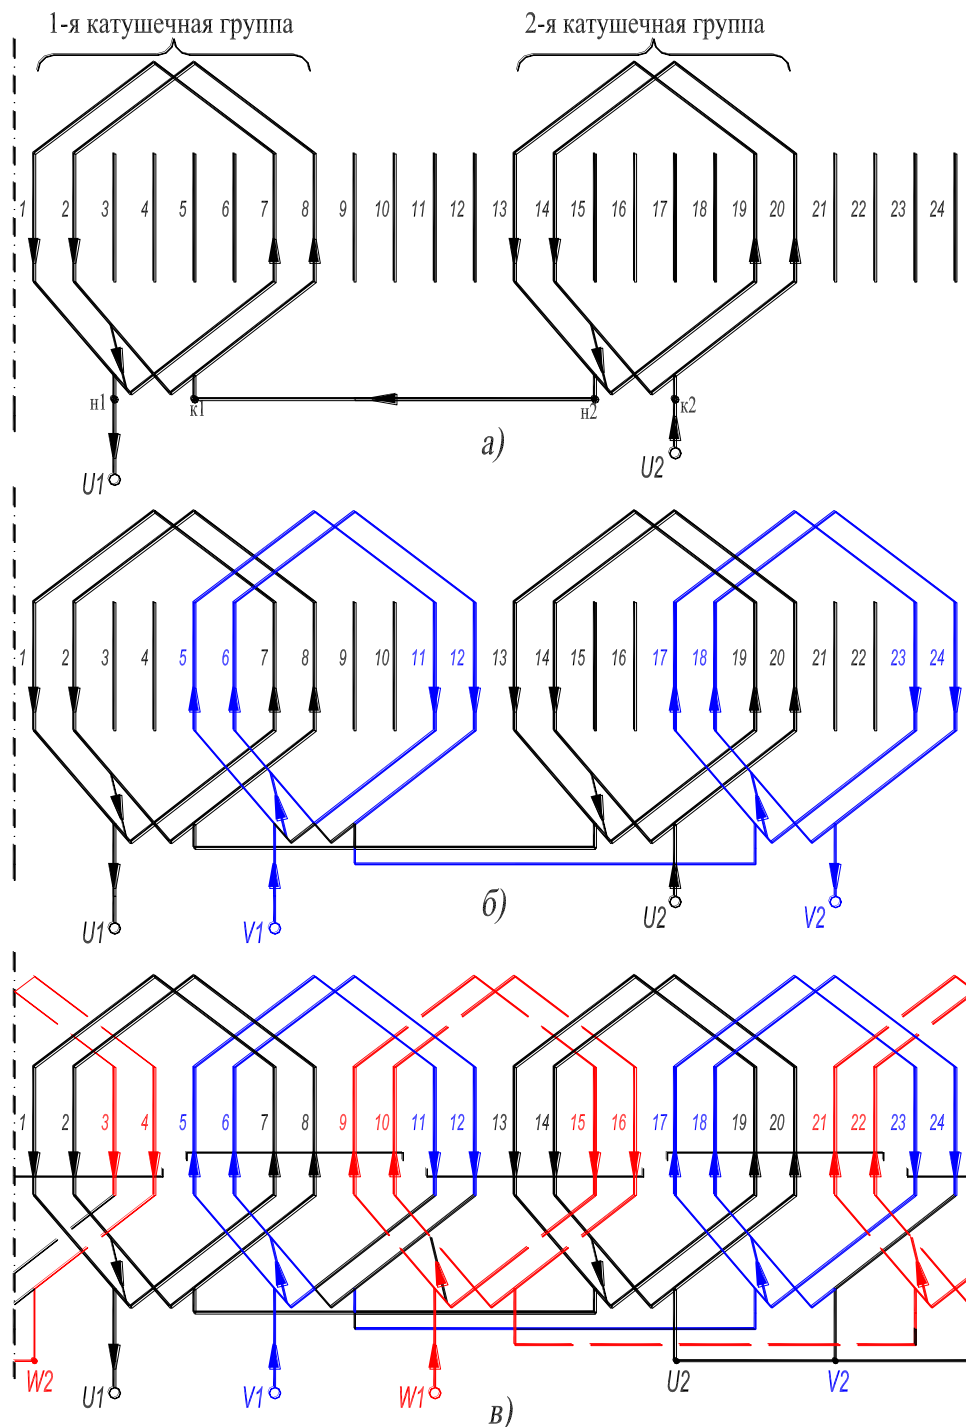 1-я катушечная группа 2-я катушечная группа
1 2 3 4 5 6 7 8 9 10 11 12 13 14 15 16 17 18 19 20 21 22 23 24
н1 к1 н2 к2
а)
U1 U2
1 2 3 4 5 6 7 8 9 10 11 12 13 14 15 16 17 18 19 20 21 22 23 24
б)
U1 V1 U2 V2
1 2 3 4 5 6 7 8 9 10 11 12 13 14 15 16 17 18 19 20 21 22 23 24
W2 U1 V1 W1 U2 V2
в)